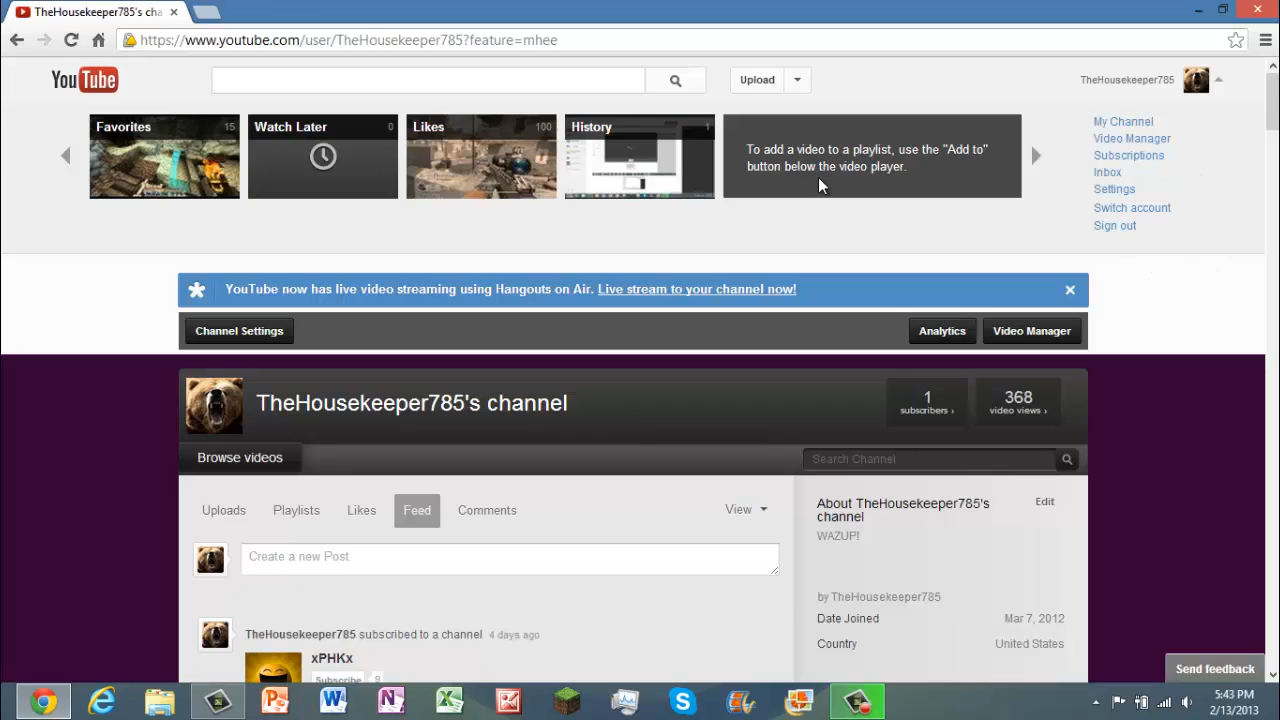 TheHousekeeper785's cha
https://www.youtube.com/user/TheHousekeeper785?feature=mhee
YouTube
Upload
TheHousekeeper785
Favorites 15
Watch Later 0
Likes 100
History 1
To add a video to a playlist, use the "Add to"
button below the video player.
My Channel
Video Manager
Subscriptions
Inbox
Settings
Switch account
Sign out
YouTube now has live video streaming using Hangouts on Air. Live stream to your channel now!
Channel Settings
Analytics
Video Manager
TheHousekeeper785's channel
1
subscribers ›
368
video views ›
Browse videos
Search Channel
Uploads
Playlists
Likes
Feed
Comments
View
Create a new Post
TheHousekeeper785 subscribed to a channel 4 days ago
xPHKx
Subscribe 9
About TheHousekeeper785's
channel
Edit
WAZUP!
by TheHousekeeper785
Date Joined Mar 7, 2012
Country United States
Send feedback
5:43 PM
2/13/2013